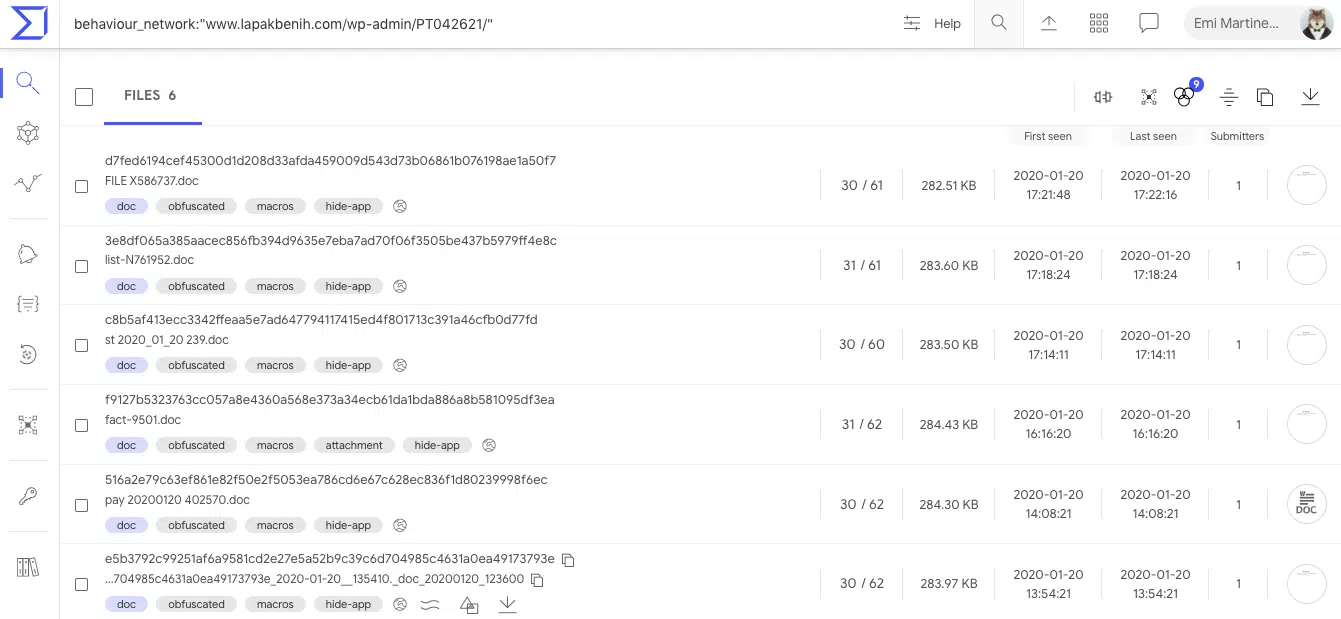 behaviour_network:"www.lapakbenih.com/wp-admin/PT042621/"
Help
Emi Martine...
9
FILES 6
First seen
Last seen
Submitters
d7fed6194cef45300d1d208d33afda459009d543d73b06861b076198ae1a50f7
FILE X586737.doc
doc obfuscated macros hide-app
30 / 61
282.51 KB
2020-01-20
17:21:48
2020-01-20
17:22:16
1
3e8df065a385aacec856fb394d9635e7eba7ad70f06f3505be437b5979ff4e8c
list-N761952.doc
doc obfuscated macros hide-app
31 / 61
283.60 KB
2020-01-20
17:18:24
2020-01-20
17:18:24
1
c8b5af413ecc3342ffeaa5e7ad647794117415ed4f801713c391a46cfb0d77fd
st 2020_01_20 239.doc
doc obfuscated macros hide-app
30 / 60
283.50 KB
2020-01-20
17:14:11
2020-01-20
17:14:11
1
f9127b5323763cc057a8e4360a568e373a34ecb61da1bda886a8b581095df3ea
fact-9501.doc
doc obfuscated macros attachment hide-app
31 / 62
284.43 KB
2020-01-20
16:16:20
2020-01-20
16:16:20
1
516a2e79c63ef861e82f50e2f5053ea786cd6e67c628ec836f1d80239998f6ec
pay 20200120 402570.doc
doc obfuscated macros hide-app
30 / 62
284.30 KB
2020-01-20
14:08:21
2020-01-20
14:08:21
1
DOC
e5b3792c99251af6a9581cd2e27e5a52b9c39c6d704985c4631a0ea49173793e
...704985c4631a0ea49173793e_2020-01-20__135410._doc_20200120_123600
doc obfuscated macros hide-app
30 / 62
283.97 KB
2020-01-20
13:54:21
2020-01-20
13:54:21
1